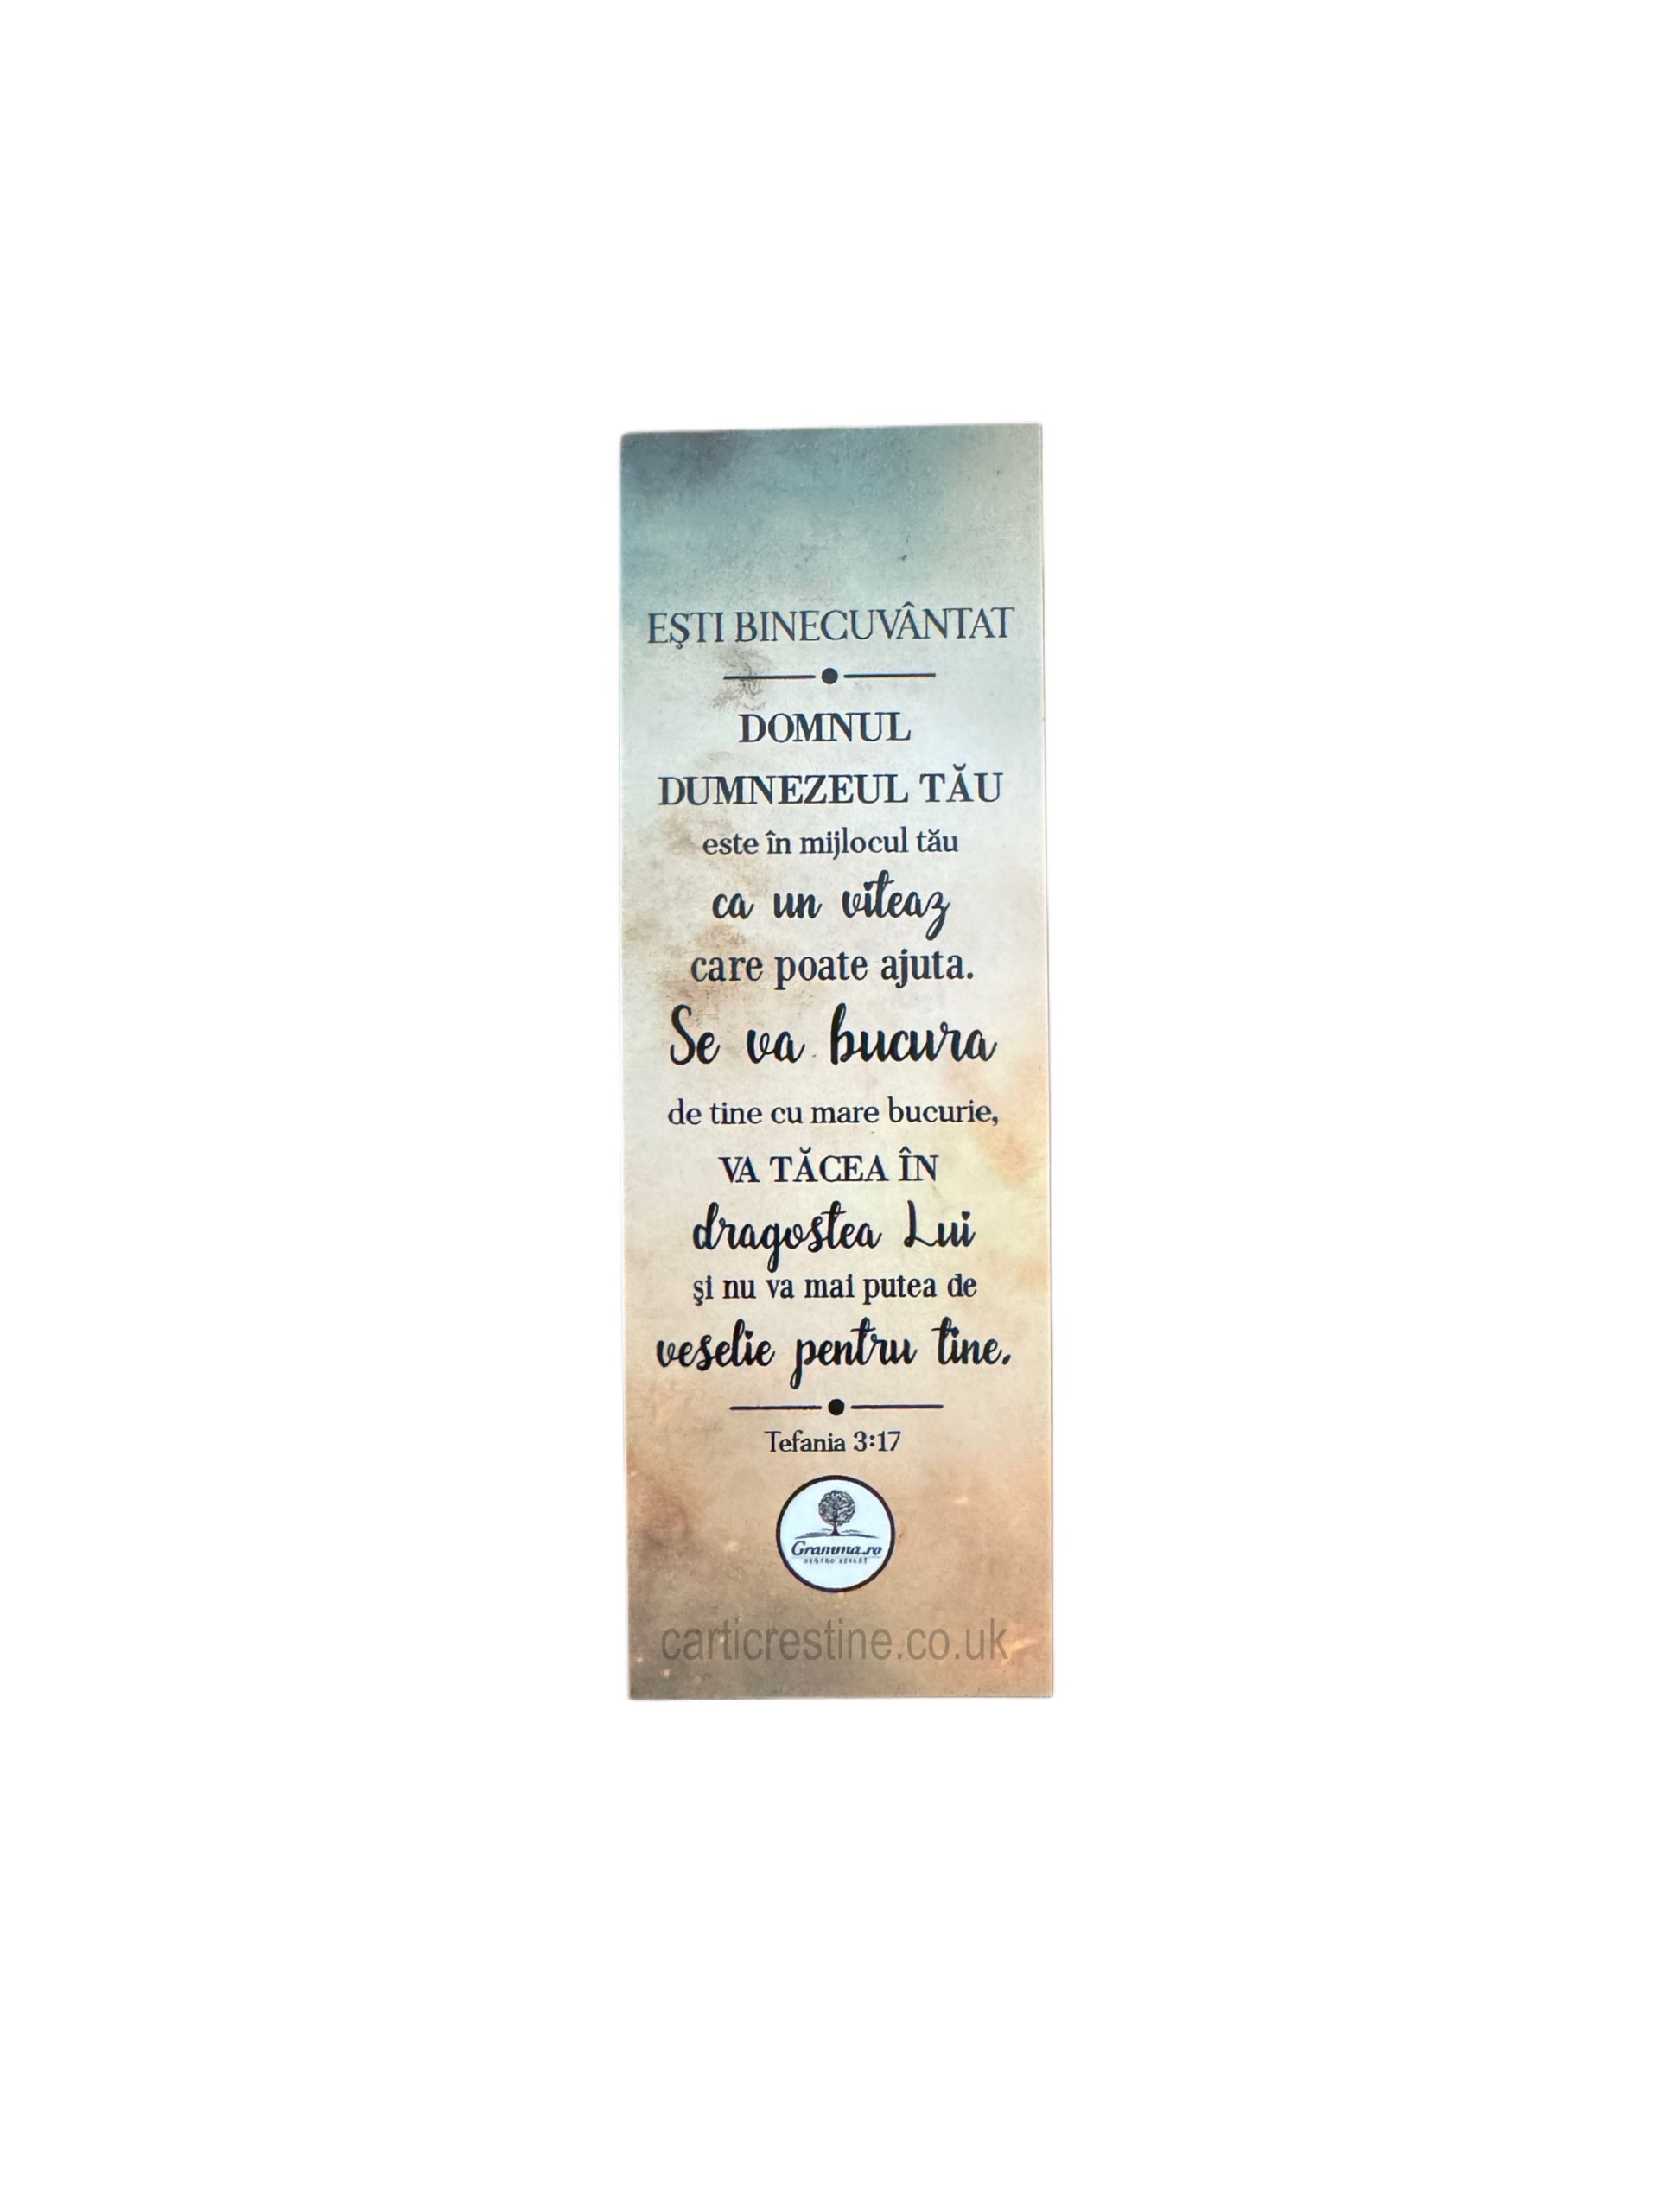 EŞTI BINECUVÂNTAT
DOMNUL
DUMNEZEUL TĂU
este în mijlocul tău
ca un viteaz
care poate ajuta.
Se va bucura
de tine cu mare bucurie,
VA TĂCEA ÎN
dragostea Lui
şi nu va mai putea de
veselie pentru tine.
Tefania 3:17
Gramma.ro
carticrestine.co.uk